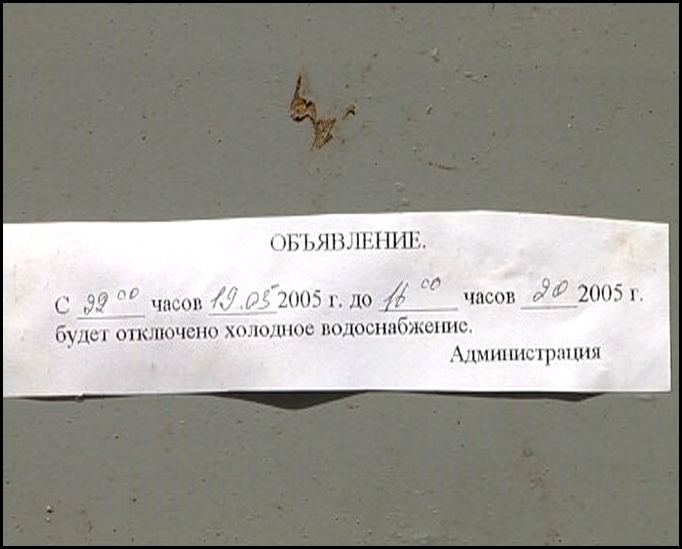 ОБЪЯВЛЕНИЕ.
С 22 00 часов 19.05 2005 г. до 16 00 часов 20 2005 г.
будет отключено холодное водоснабжение.
Администрация